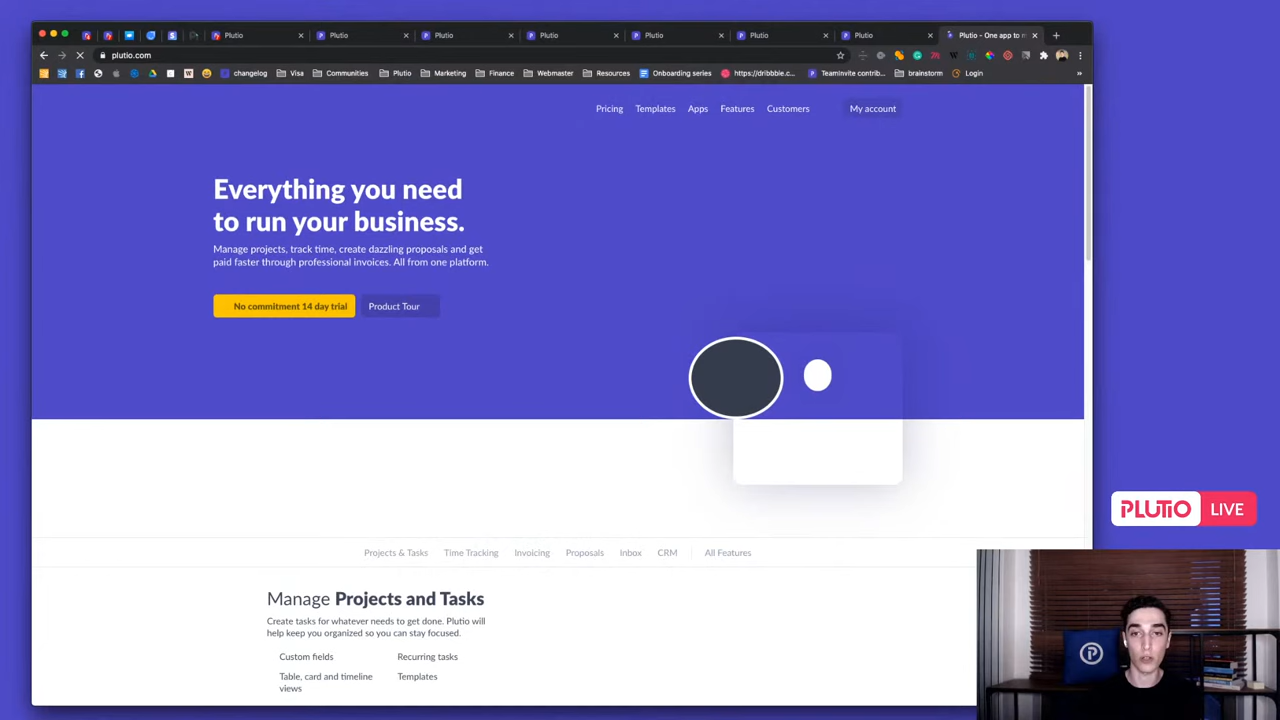 Plutio
Plutio
Plutio
Plutio
Plutio
Plutio
Plutio
Plutio - One app to m
plutio.com
changelog
Visa
Communities
Plutio
Marketing
Finance
Webmaster
Resources
Onboarding series
https://dribbble.c...
TeamInvite contrib...
brainstorm
Login
Pricing
Templates
Apps
Features
Customers
My account
Everything you need
to run your business.
Manage projects, track time, create dazzling proposals and get
paid faster through professional invoices. All from one platform.
No commitment 14 day trial
Product Tour
PLUTIO LIVE
Projects & Tasks
Time Tracking
Invoicing
Proposals
Inbox
CRM
All Features
Manage Projects and Tasks
Create tasks for whatever needs to get done. Plutio will
help keep you organized so you can stay focused.
Custom fields
Recurring tasks
Table, card and timeline
views
Templates